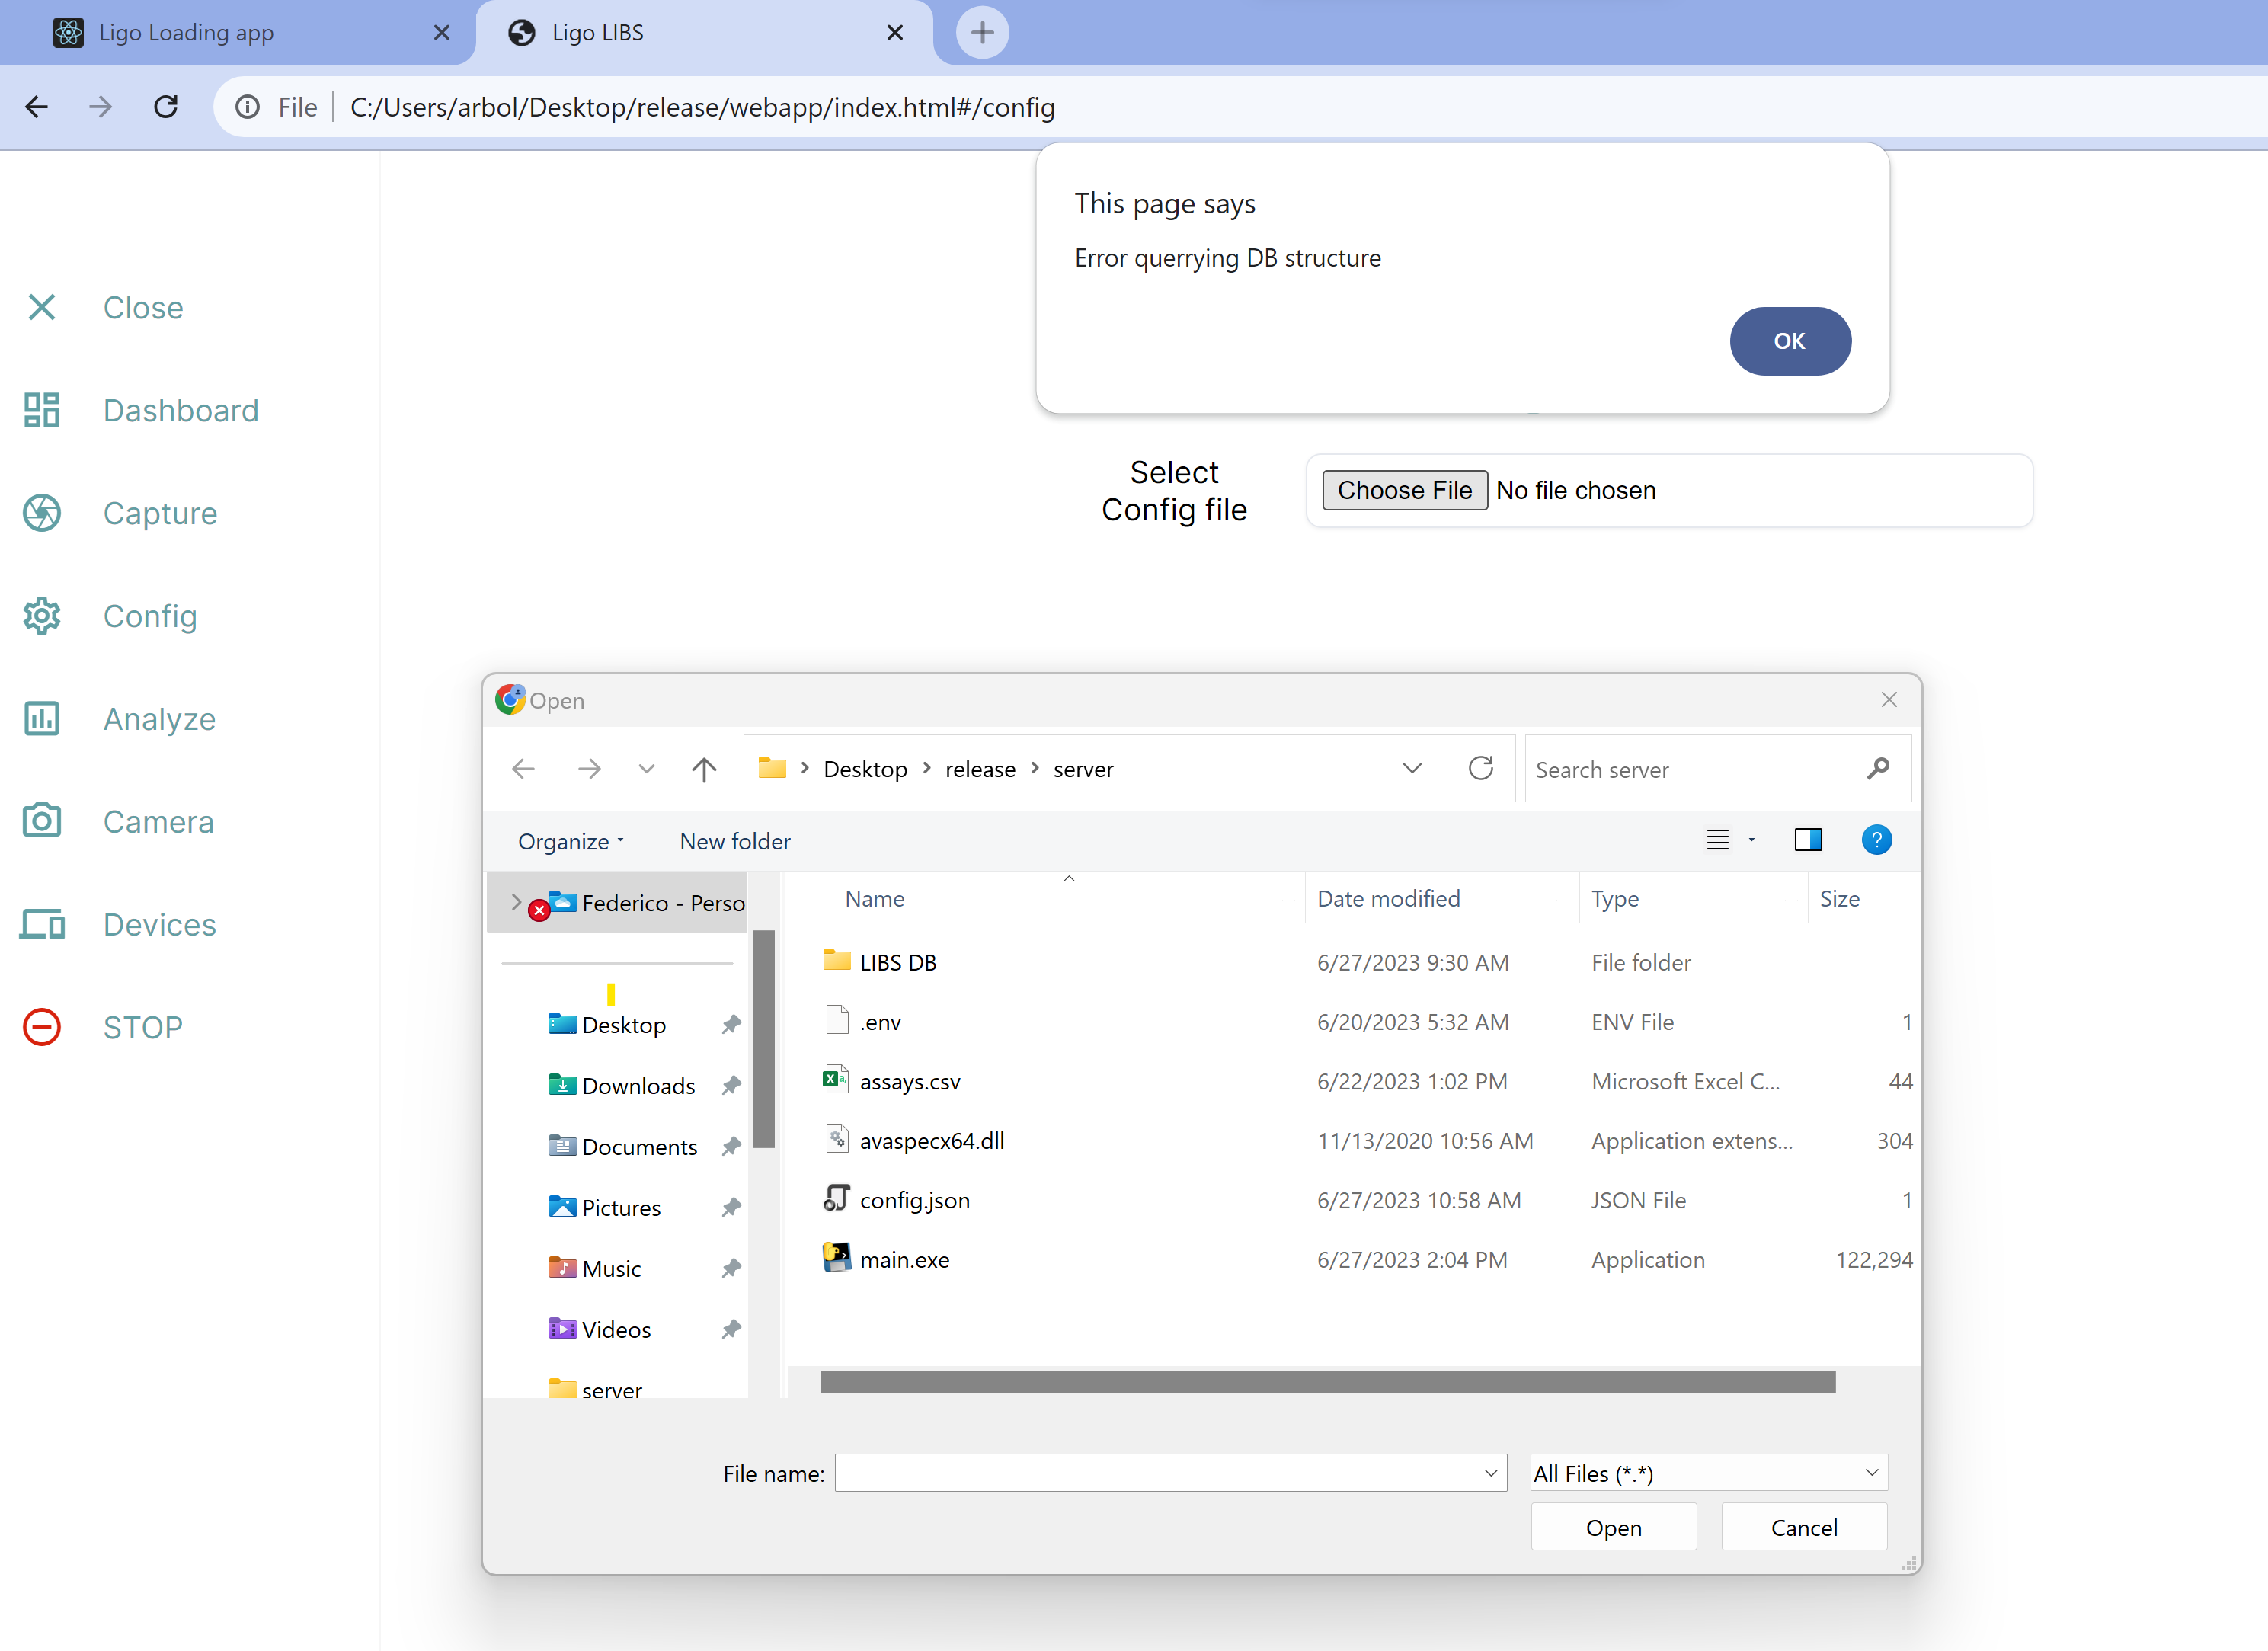 Ligo Loading app
Ligo LIBS
File
C:/Users/arbol/Desktop/release/webapp/index.html#/config
This page says
Error querrying DB structure
OK
Close
Dashboard
Capture
Config
Analyze
Camera
Devices
STOP
Select
Config file
Choose File No file chosen
Open
Desktop > release > server
Search server
Organize
New folder
?
Federico - Perso
Desktop
Downloads
Documents
Pictures
Music
Videos
server
Name Date modified Type Size
LIBS DB 6/27/2023 9:30 AM File folder
.env 6/20/2023 5:32 AM ENV File 1
assays.csv 6/22/2023 1:02 PM Microsoft Excel C... 44
avaspecx64.dll 11/13/2020 10:56 AM Application extens... 304
config.json 6/27/2023 10:58 AM JSON File 1
main.exe 6/27/2023 2:04 PM Application 122,294
File name:
All Files (*.*)
Open
Cancel